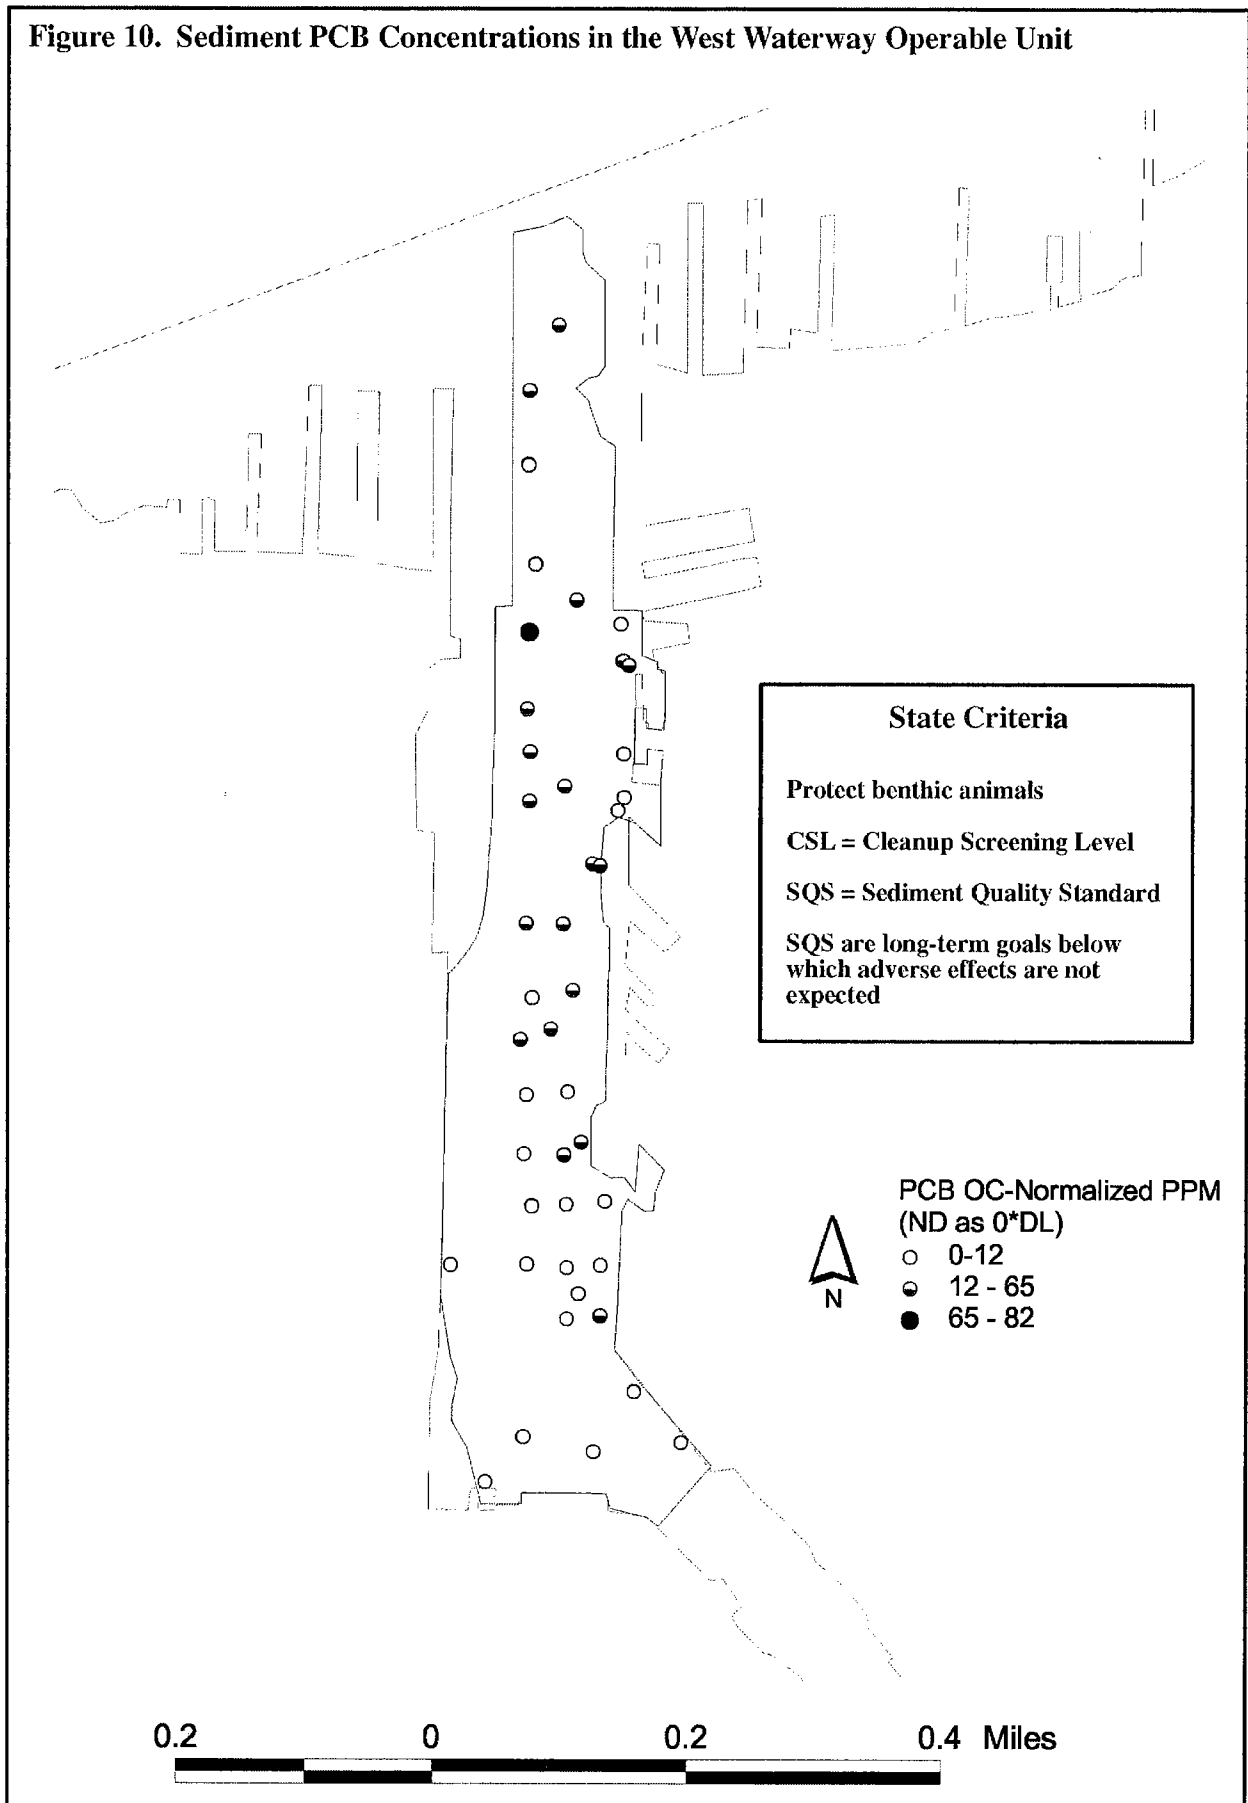 Figure 10. Sediment PCB Concentrations in the West Waterway Operable Unit
State Criteria
Protect benthic animals
CSL = Cleanup Screening Level
SQS = Sediment Quality Standard
SQS are long-term goals below
which adverse effects are not
expected
PCB OC-Normalized PPM
(ND as 0*DL)
0-12
12 - 65
65 - 82
N
0.2 0 0.2 0.4 Miles